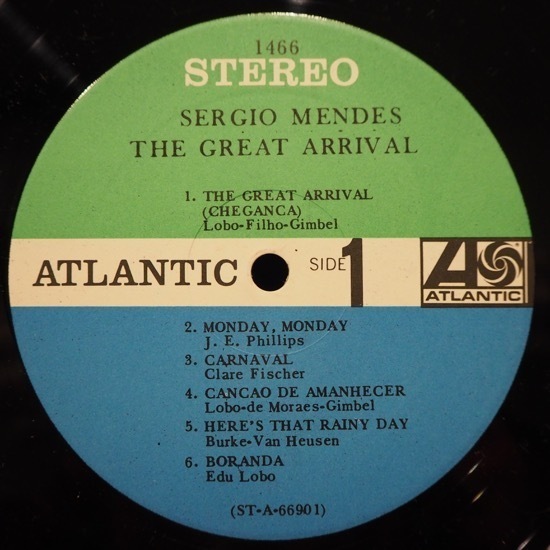 1466
STEREO
SERGIO MENDES
THE GREAT ARRIVAL
1. THE GREAT ARRIVAL
(CHEGANCA)
Lobo-Filho-Gimbel
ATLANTIC SIDE 1 A ATLANTIC
2. MONDAY, MONDAY
J. E. Phillips
3. CARNAVAL
Clare Fischer
4. CANCAO DE AMANHECER
Lobo-de Moraes-Gimbel
5. HERE'S THAT RAINY DAY
Burke-Van Heusen
6. BORANDA
Edu Lobo
(ST-A-66901)